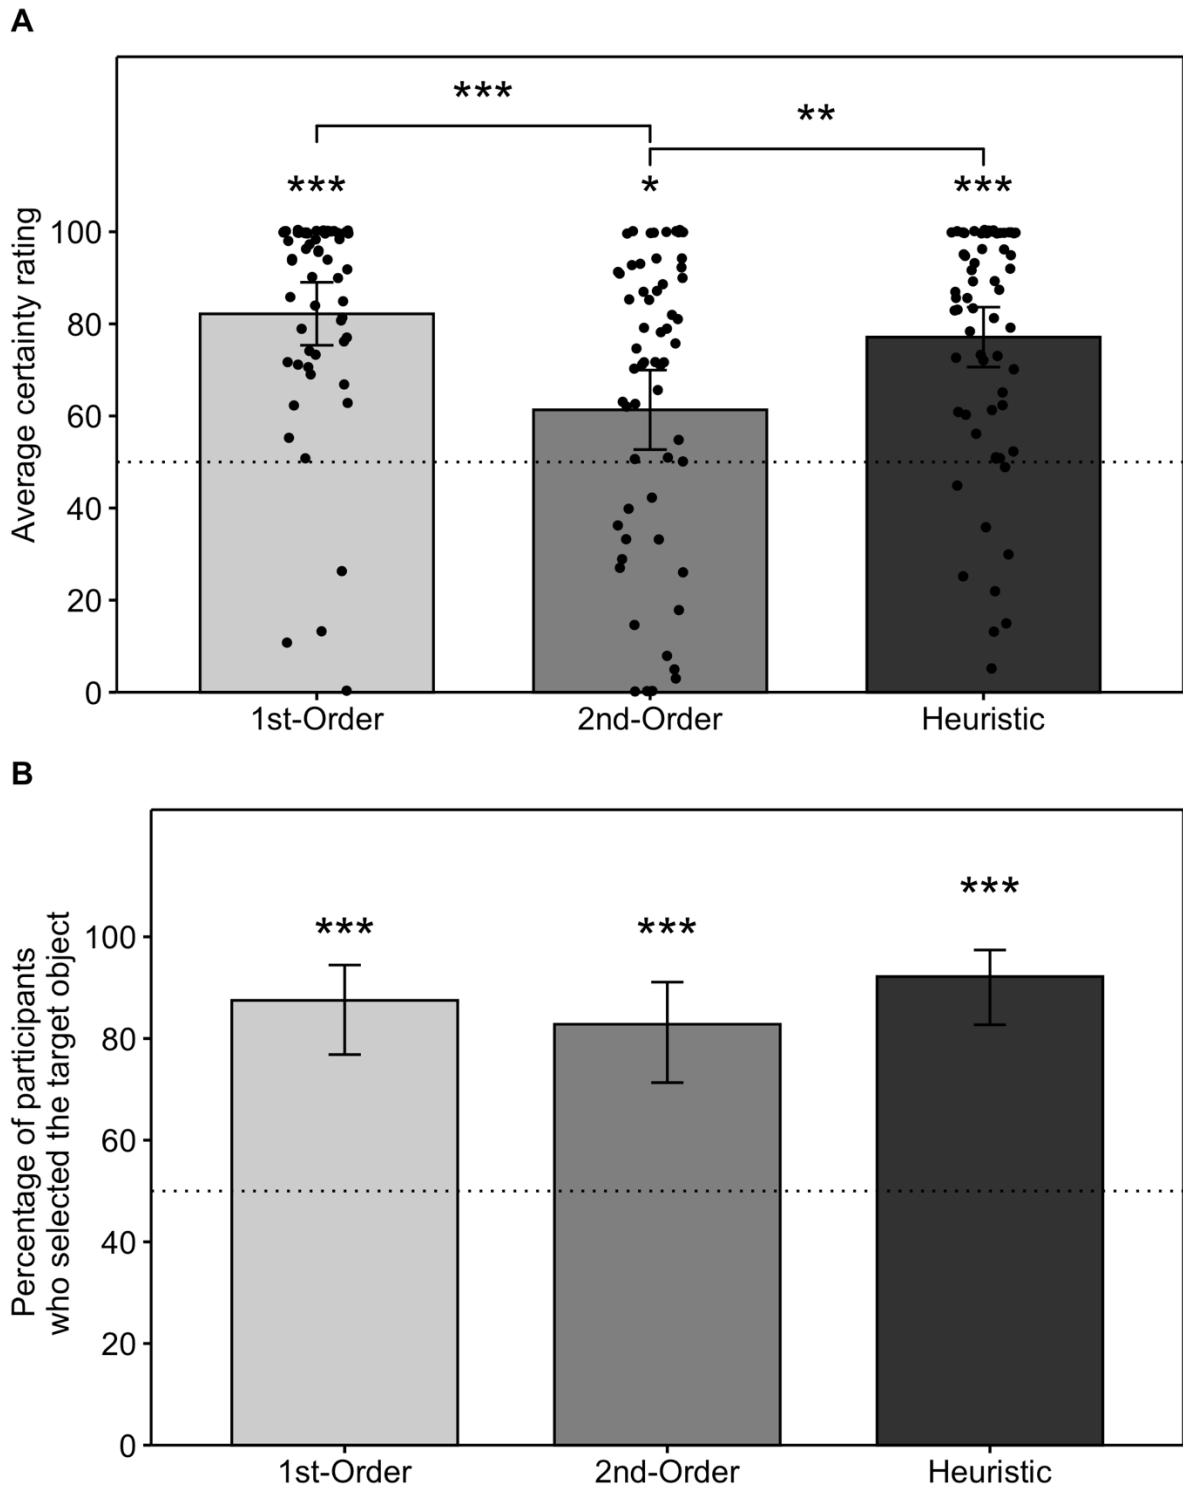 A
***
**
***
*
***
Average certainty rating
100
80
60
40
20
0
1st-Order
2nd-Order
Heuristic
B
***
***
***
Percentage of participants
who selected the target object
100
80
60
40
20
0
1st-Order
2nd-Order
Heuristic